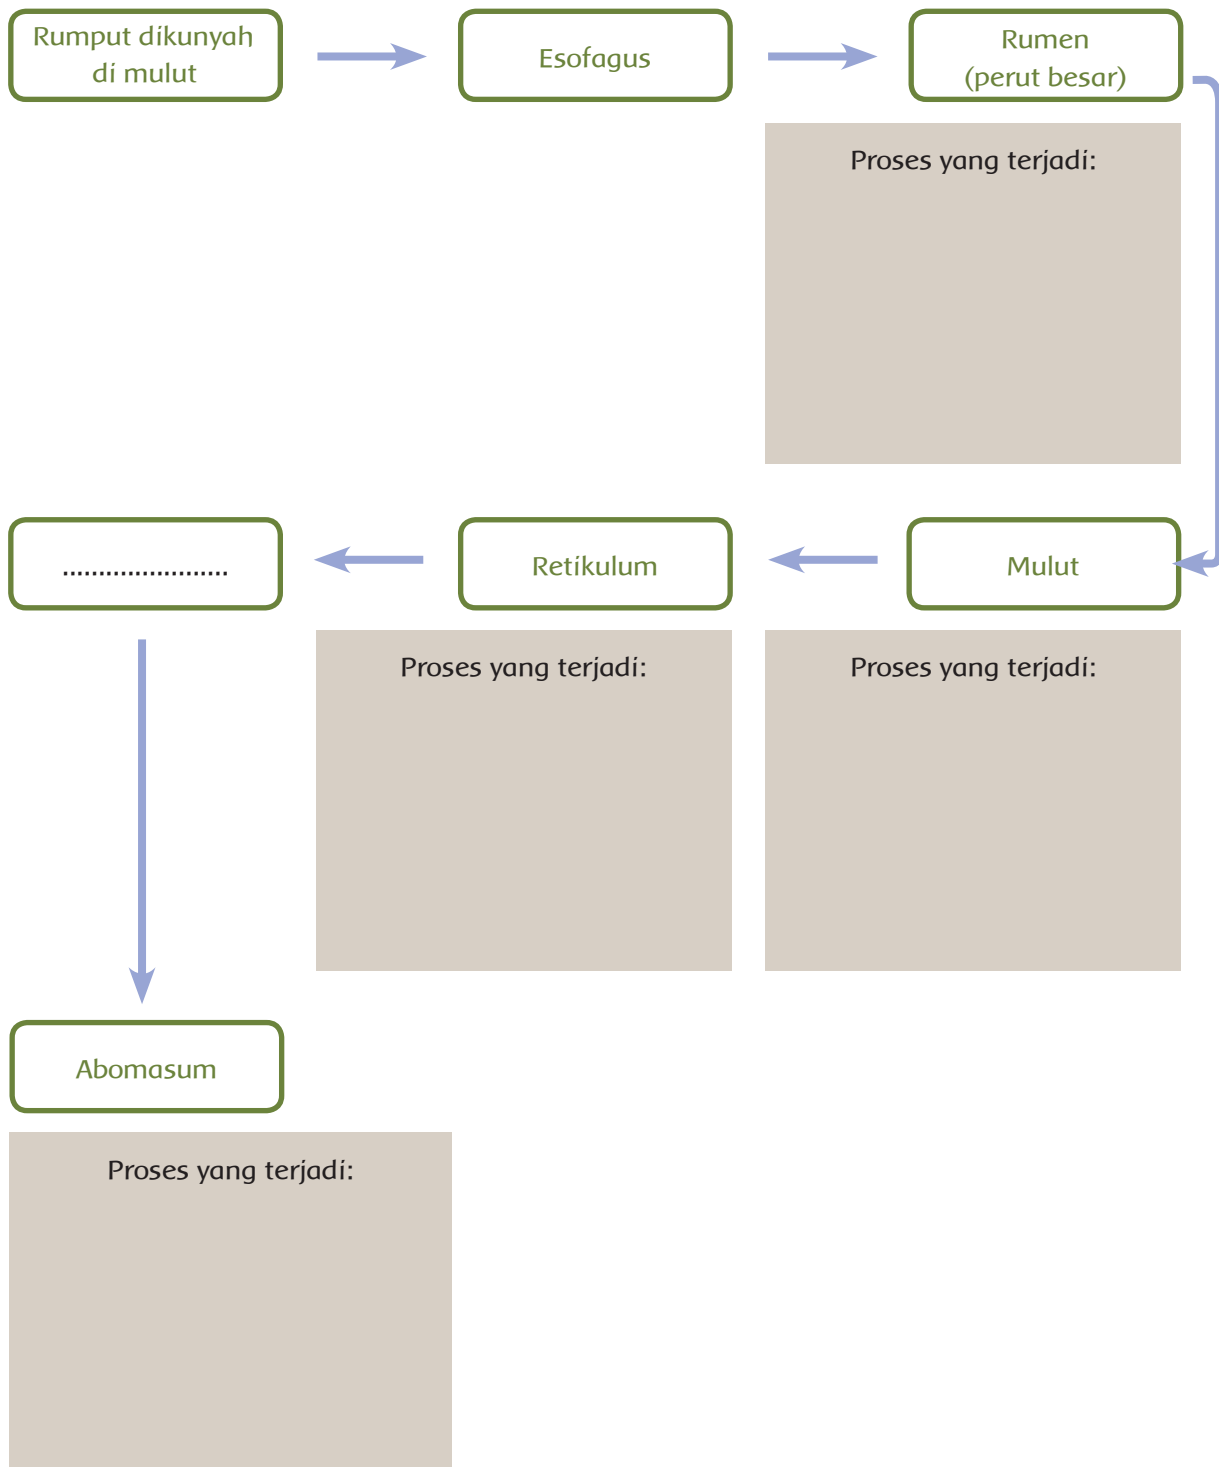 Rumput dikunyah
di mulut
Esofagus
Rumen
(perut besar)
Proses yang terjadi:
Mulut
Retikulum
.......................
Proses yang terjadi:
Proses yang terjadi:
Abomasum
Proses yang terjadi: